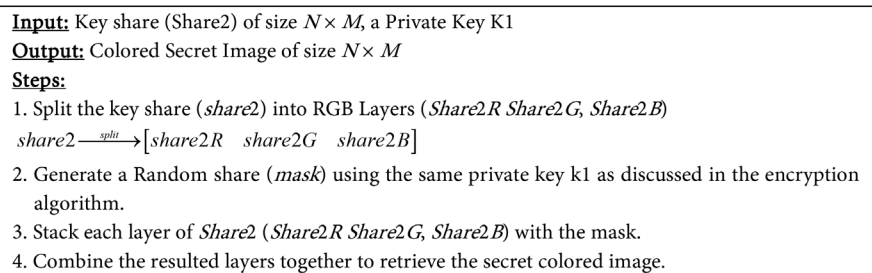 Input: Key share (Share2) of size N × M, a Private Key K1
Output: Colored Secret Image of size N × M
Steps:
1. Split the key share (share2) into RGB Layers (Share2R Share2G, Share2B)
share2 —split→ [share2R share2G share2B]
2. Generate a Random share (mask) using the same private key k1 as discussed in the encryption
algorithm.
3. Stack each layer of Share2 (Share2R Share2G, Share2B) with the mask.
4. Combine the resulted layers together to retrieve the secret colored image.